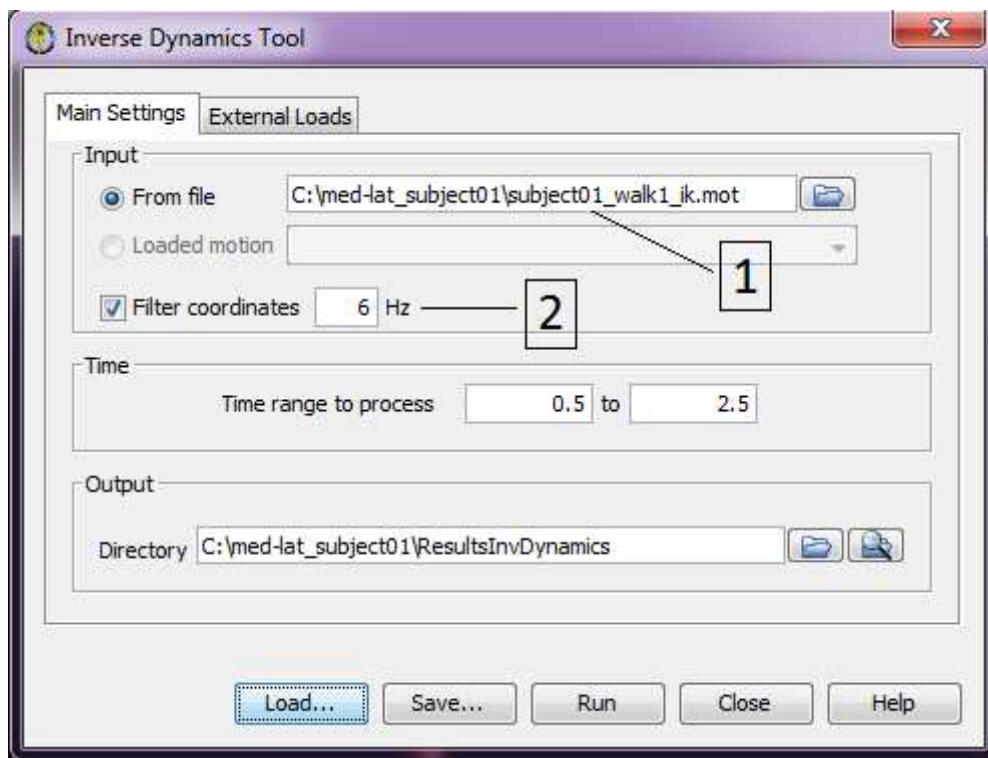 Inverse Dynamics Tool
Main Settings External Loads
Input
From file C:\med-lat_subject01\subject01_walk1_ik.mot
Loaded motion
1
Filter coordinates 6 Hz 2
Time
Time range to process 0.5 to 2.5
Output
Directory C:\med-lat_subject01\ResultsInvDynamics
Load... Save... Run Close Help